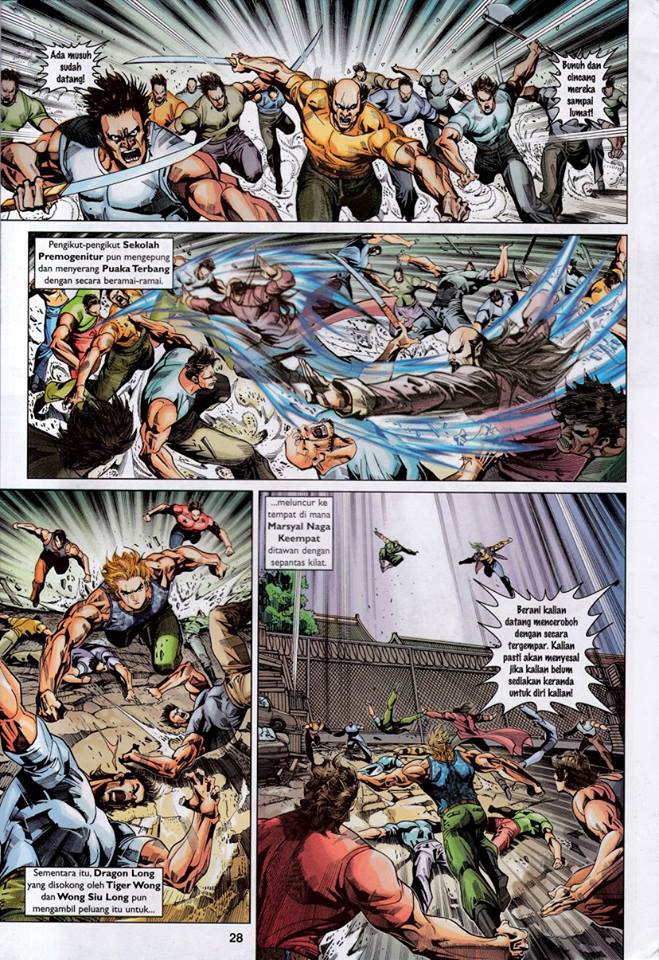 Ada musuh
sudah
datang!
Bunuh dan
cincang
mereka
sampai
lumat!
Pengikut-pengikut Sekolah
Premogenitur pun mengepung
dan menyerang Puaka Terbang
dengan secara beramai-ramai.
Sementara itu, Dragon Long
yang disokong oleh Tiger Wong
dan Wong Siu Long pun
mengambil peluang itu untuk...
...meluncur ke
tempat di mana
Marsyal Naga
Keempat
ditawan dengan
sepantas kilat.
Berani kalian
datang menceroboh
dengan secara
tergempar. Kalian
pasti akan menyesal
jika kalian belum
sediakan keranda
untuk diri kalian!
28